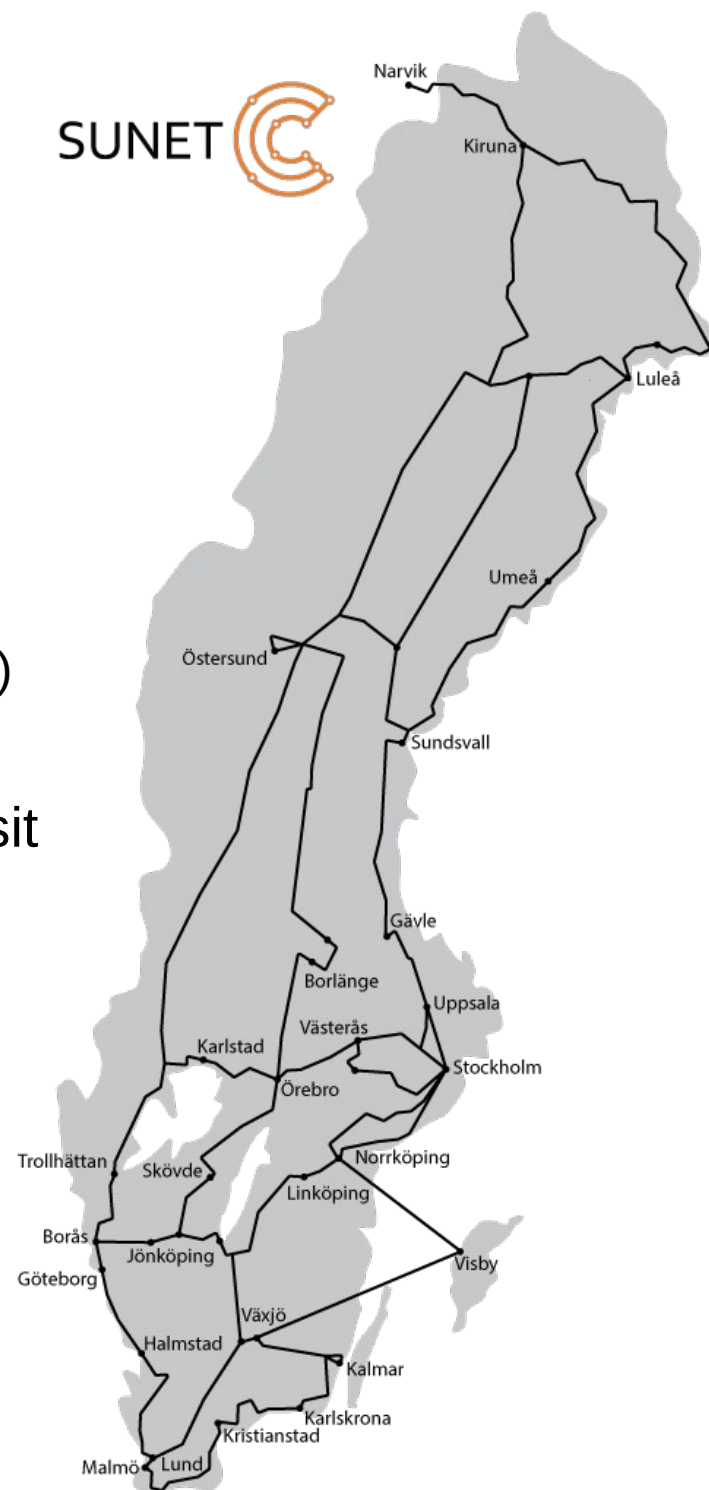 Narvik
SUNET
Kiruna
Luleå
Umeå
)
Östersund
Sundsvall
sit
Gävle
Borlänge
Uppsala
Västerås
Karlstad
Stockholm
Örebro
Norrköping
Trollhättan
Skövde
Linköping
Borås
Jönköping
Visby
Göteborg
Växjö
Halmstad
Kalmar
Karlskrona
Kristianstad
Lund
Malmö